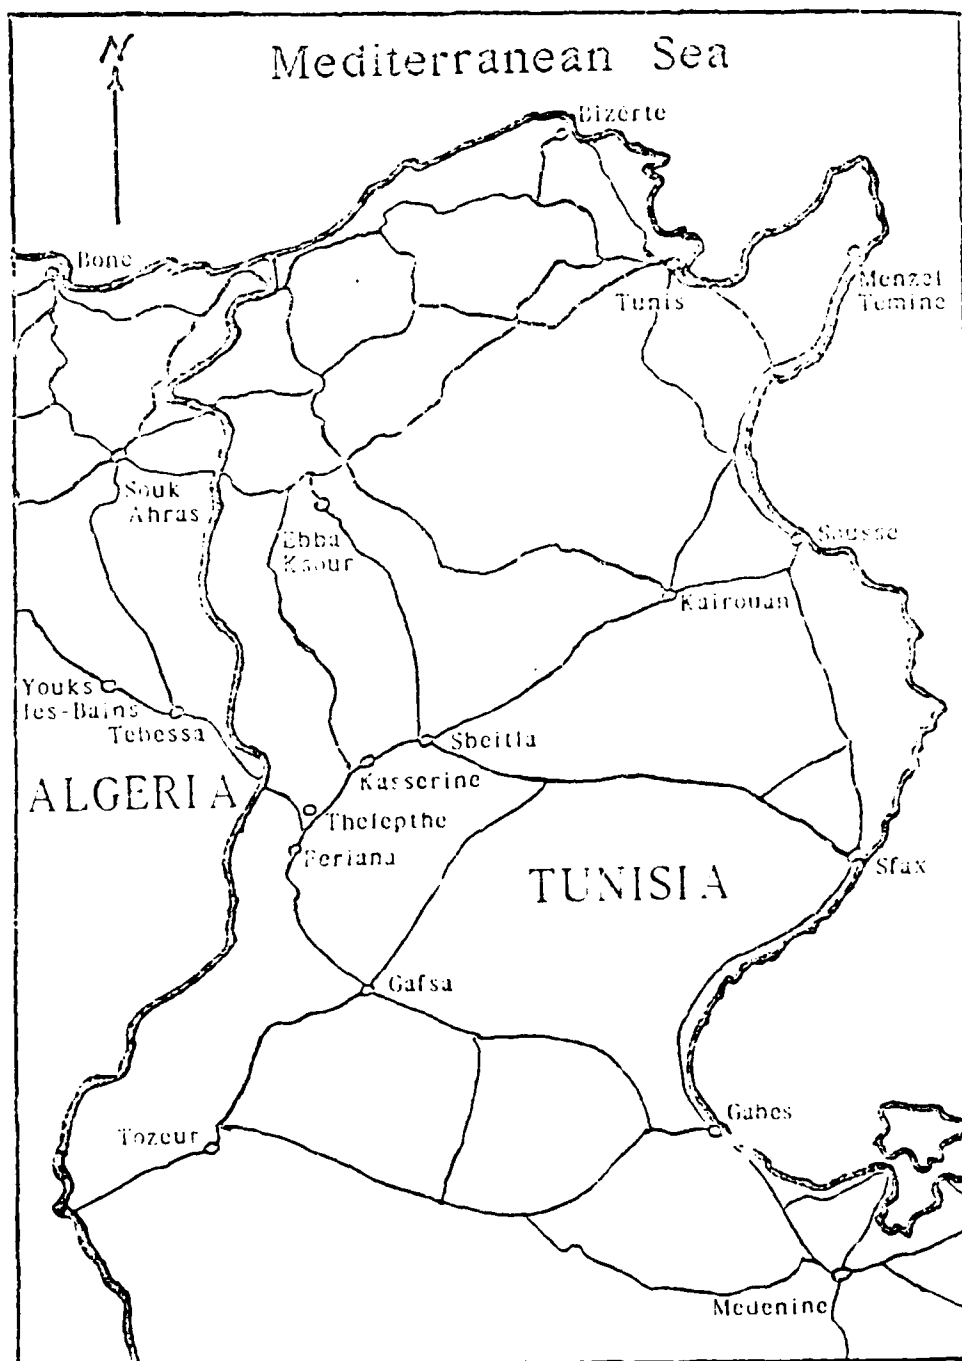 N
Mediterranean Sea
Bizerte
Bone
Menzel
Temine
Tunis
Souk
Ahras
Ebba
Ksour
Sousse
Kairouan
Youks
les-Bains
Tebessa
Sbeitla
Kasserine
ALGERIA
Thelepthe
Feriana
TUNISIA
Sfax
Gafsa
Gabes
Tozeur
Medenine